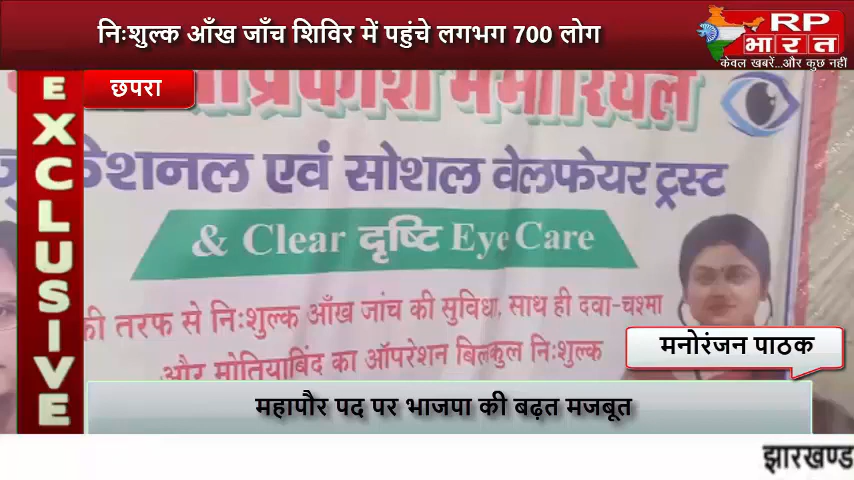 निःशुल्क आँख जाँच शिविर में पहुंचे लगभग 700 लोग
RP
भारत
केवल खबरें...और कुछ नहीं
EXCLUSIVE
छपरा
मेमोरियल
एवं सोशल वेलफेयर ट्रस्ट
& Clear दृष्टि Eye Care
की तरफ से निःशुल्क आँख जांच की सुविधा, साथ ही दवा-चश्मा
और मोतियाबिंद का ऑपरेशन बिलकुल निःशुल्क
मनोरंजन पाठक
महापौर पद पर भाजपा की बढ़त मजबूत
झारखण्ड